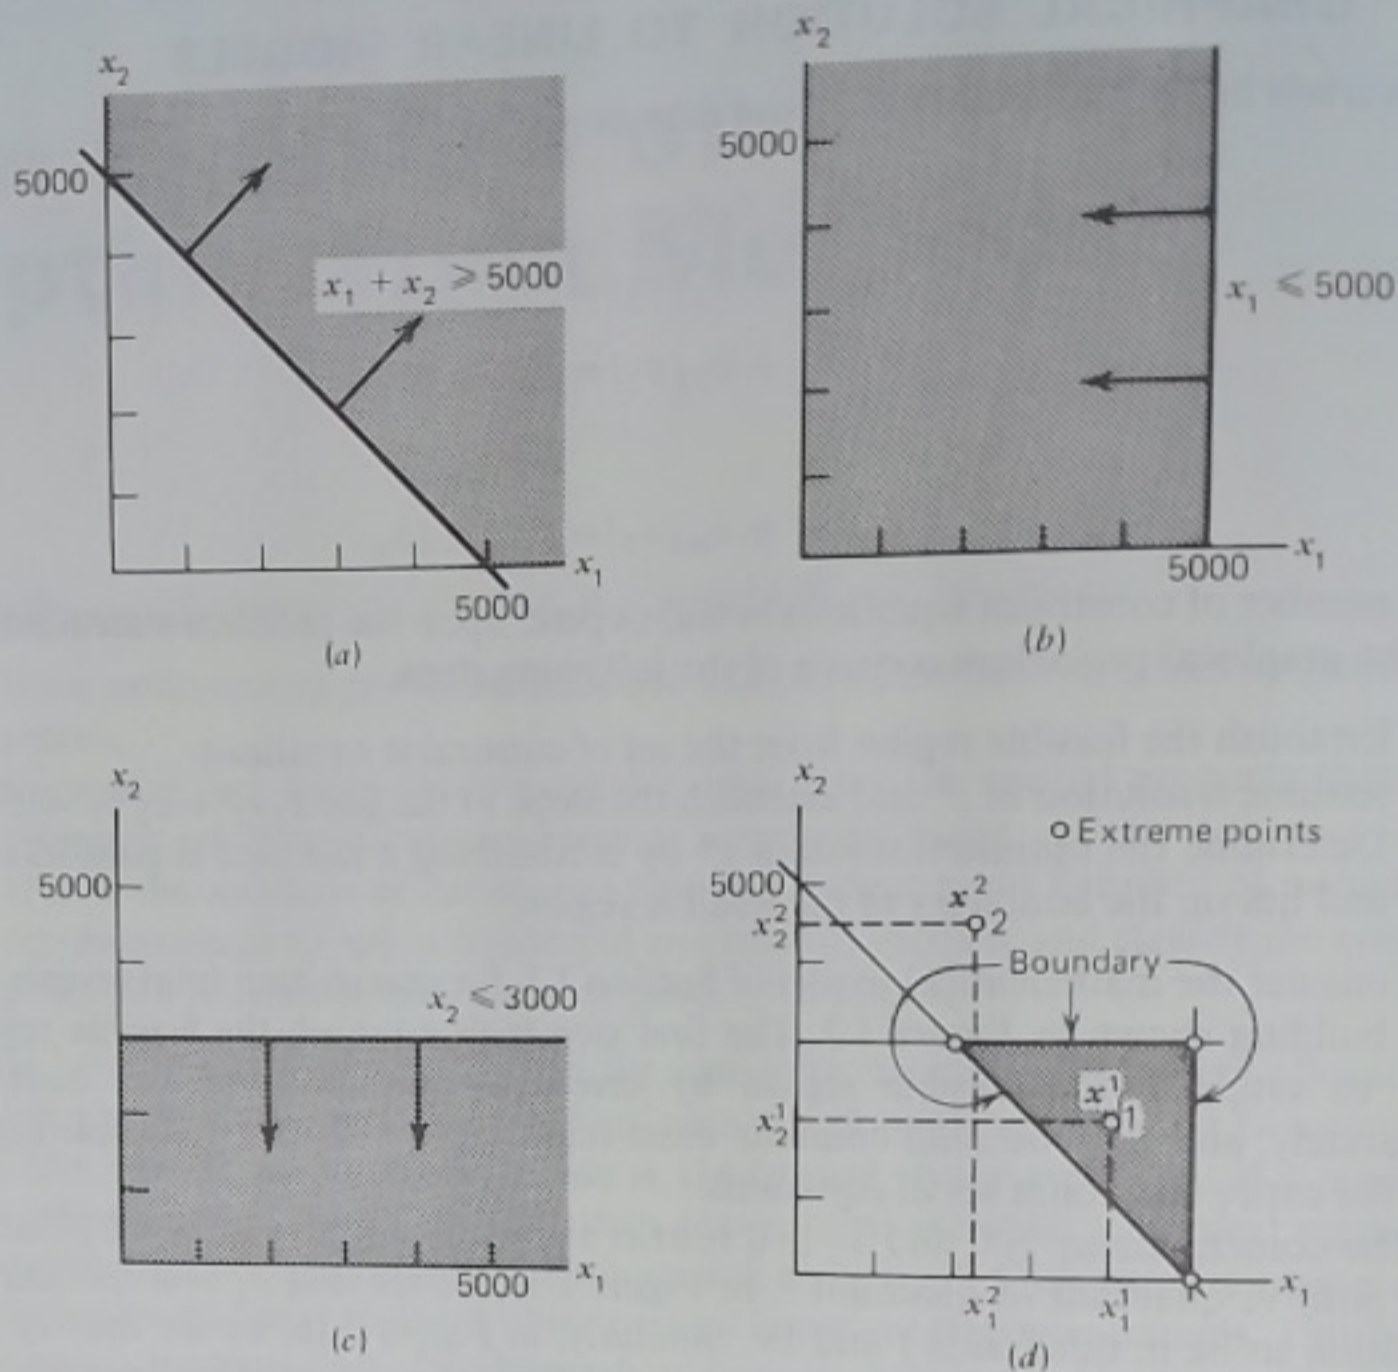 x₂
5000
x₁ + x₂ ⩾ 5000
x₁
5000
(a)
x₂
5000
x₁ ⩽ 5000
x₁
5000
(b)
x₂
5000
x₂ ⩽ 3000
x₁
5000
(c)
x₂
Extreme points
5000
x²
x₂² 2
Boundary
x¹
x₂¹ 1
x₁
x₁² x₁¹
(d)